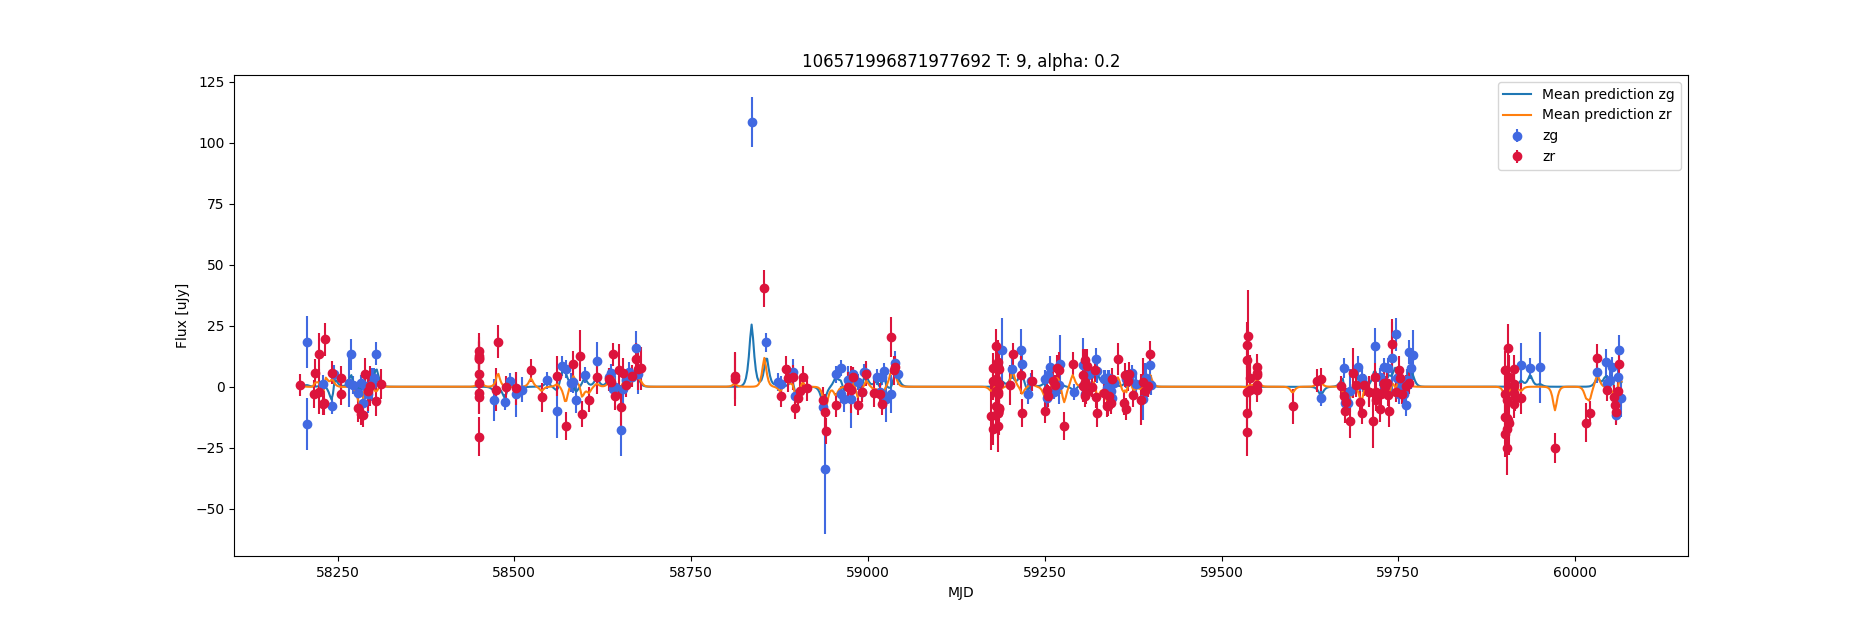 106571996871977692 T: 9, alpha: 0.2
125
100
75
50
25
0
−25
−50
Flux [uJy]
58250
58500
58750
59000
59250
59500
59750
60000
MJD
Mean prediction zg
Mean prediction zr
zg
zr